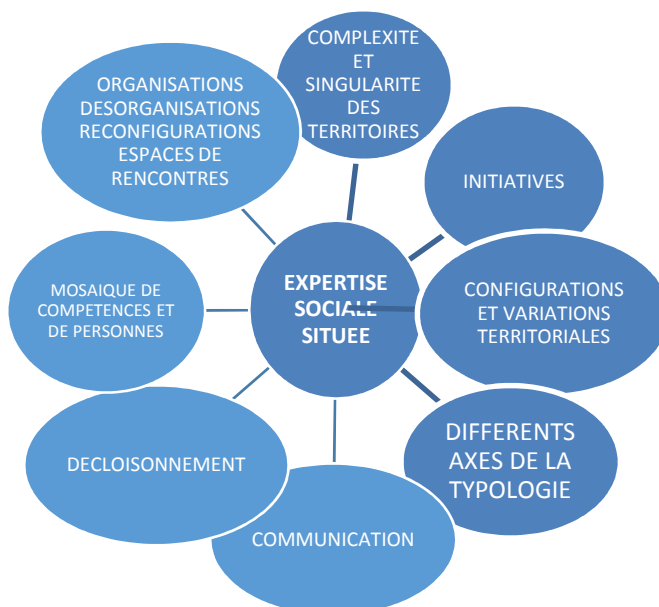 COMPLEXITE
ET
SINGULARITE
DES
TERRITOIRES
INITIATIVES
CONFIGURATIONS
ET VARIATIONS
TERRITORIALES
DIFFERENTS
AXES DE LA
TYPOLOGIE
COMMUNICATION
DECLOISONNEMENT
MOSAIQUE DE
COMPETENCES ET
DE PERSONNES
ORGANISATIONS
DESORGANISATIONS
RECONFIGURATIONS
ESPACES DE
RENCONTRES
EXPERTISE
SOCIALE
SITUEE